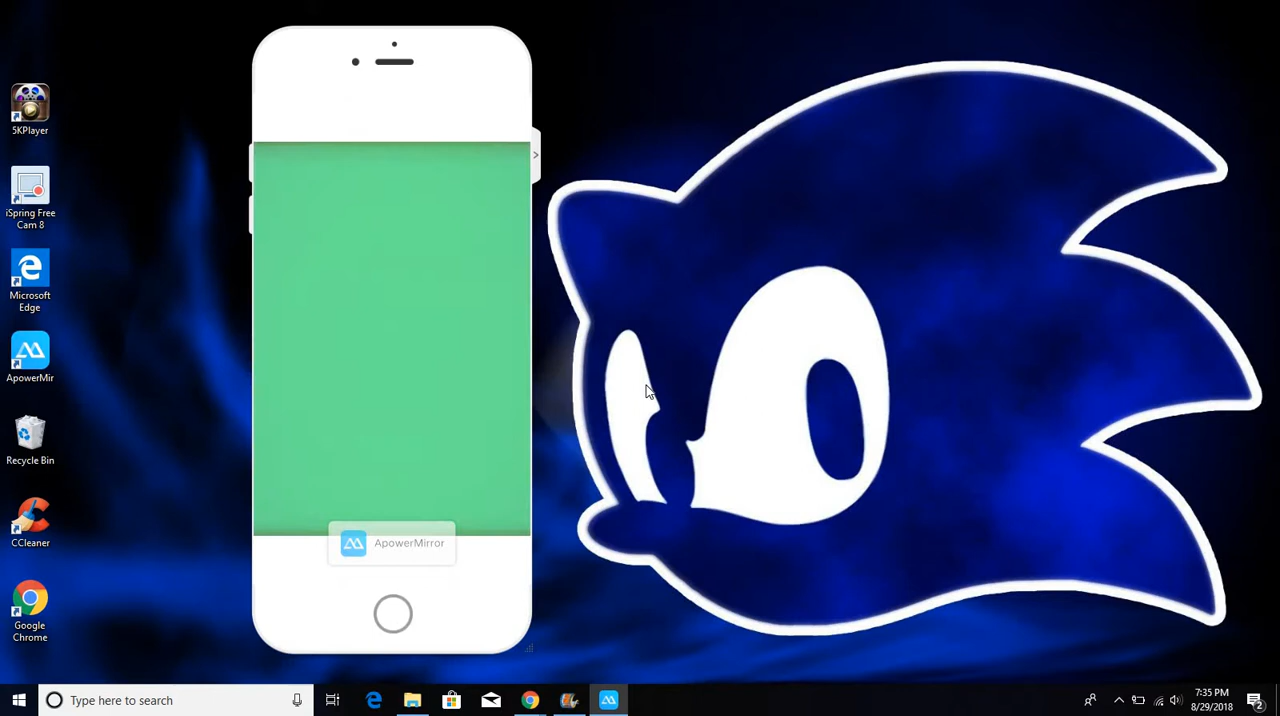 5KPlayer
iSpring Free
Cam 8
Microsoft
Edge
ApowerMir
Recycle Bin
CCleaner
Google
Chrome
ApowerMirror
Type here to search
7:35 PM
8/29/2018
2